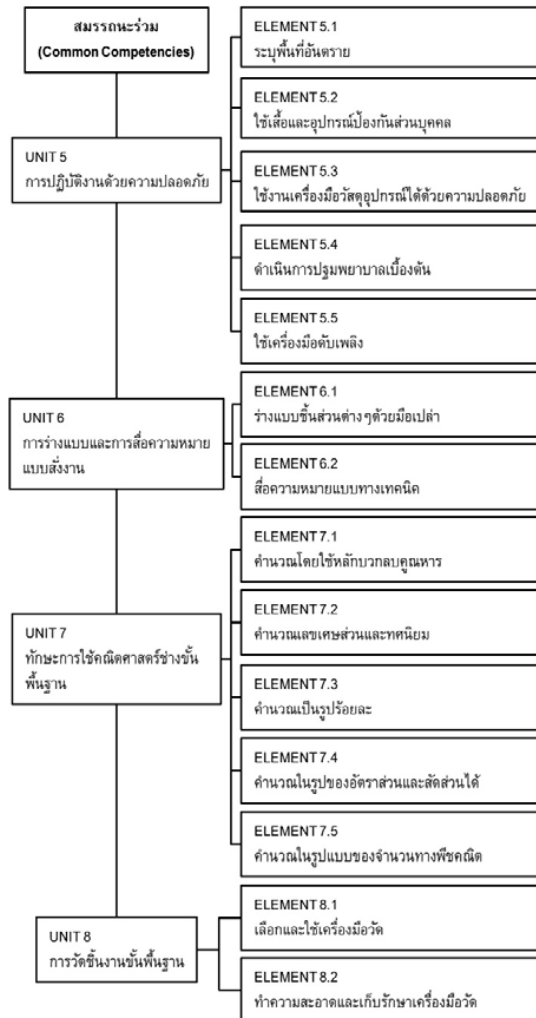 สมรรถนะร่วม
(Common Competencies)
UNIT 5
การปฏิบัติงานด้วยความปลอดภัย
ELEMENT 5.1
ระบุพื้นที่อันตราย
ELEMENT 5.2
ใช้เสื้อและอุปกรณ์ป้องกันส่วนบุคคล
ELEMENT 5.3
ใช้งานเครื่องมือวัสดุอุปกรณ์ได้ด้วยความปลอดภัย
ELEMENT 5.4
ดำเนินการปฐมพยาบาลเบื้องต้น
ELEMENT 5.5
ใช้เครื่องมือดับเพลิง
UNIT 6
การร่างแบบและการสื่อความหมาย
แบบสั่งงาน
ELEMENT 6.1
ร่างแบบชิ้นส่วนต่างๆด้วยมือเปล่า
ELEMENT 6.2
สื่อความหมายแบบทางเทคนิค
UNIT 7
ทักษะการใช้คณิตศาสตร์ช่างขั้น
พื้นฐาน
ELEMENT 7.1
คำนวณโดยใช้หลักบวกลบคูณหาร
ELEMENT 7.2
คำนวณเลขเศษส่วนและทศนิยม
ELEMENT 7.3
คำนวณเป็นรูปร้อยละ
ELEMENT 7.4
คำนวณในรูปของอัตราส่วนและสัดส่วนได้
ELEMENT 7.5
คำนวณในรูปแบบของจำนวนทางพีชคณิต
UNIT 8
การวัดชิ้นงานขั้นพื้นฐาน
ELEMENT 8.1
เลือกและใช้เครื่องมือวัด
ELEMENT 8.2
ทำความสะอาดและเก็บรักษาเครื่องมือวัด